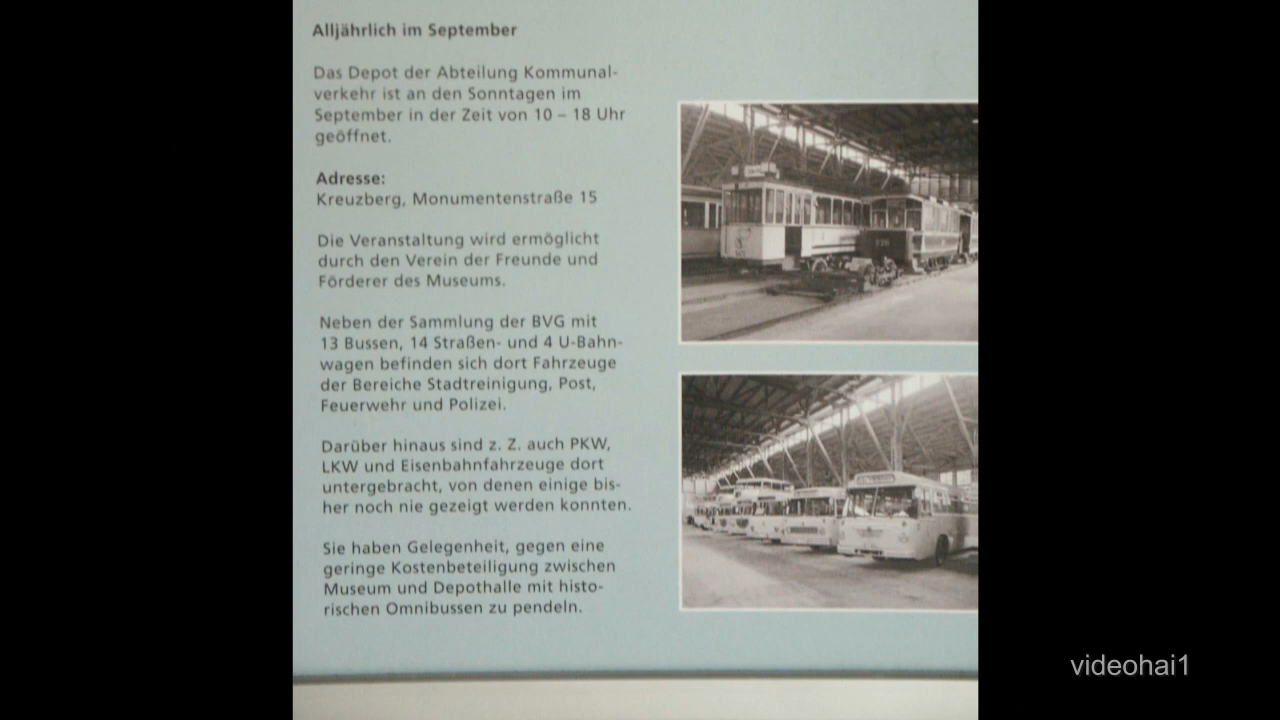 Alljährlich im September
Das Depot der Abteilung Kommunal-
verkehr ist an den Sonntagen im
September in der Zeit von 10 – 18 Uhr
geöffnet.
Adresse:
Kreuzberg, Monumentenstraße 15
Die Veranstaltung wird ermöglicht
durch den Verein der Freunde und
Förderer des Museums.
Neben der Sammlung der BVG mit
13 Bussen, 14 Straßen- und 4 U-Bahn-
wagen befinden sich dort Fahrzeuge
der Bereiche Stadtreinigung, Post,
Feuerwehr und Polizei.
Darüber hinaus sind z. Z. auch PKW,
LKW und Eisenbahnfahrzeuge dort
untergebracht, von denen einige bis-
her noch nie gezeigt werden konnten.
Sie haben Gelegenheit, gegen eine
geringe Kostenbeteiligung zwischen
Museum und Depothalle mit histo-
rischen Omnibussen zu pendeln.
videohai1